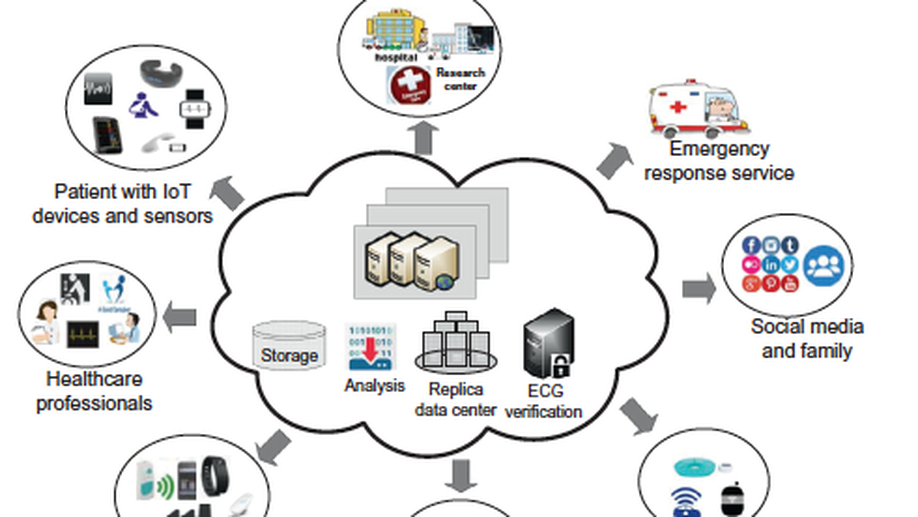 hospital
Research
center
Emergency
response service
Patient with IoT
devices and sensors
Social media
and family
Storage
Analysis
Replica
data center
ECG
verification
Healthcare
professionals